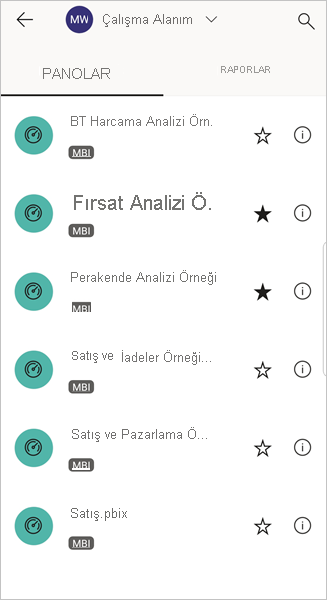 MW Çalışma Alanım
PANOLAR
RAPORLAR
BT Harcama Analizi Örn.
MBI
Fırsat Analizi Ö.
MBI
Perakende Analizi Örneği
MBI
Satış ve İadeler Örneği...
MBI
Satış ve Pazarlama Ö...
MBI
Satış.pbix
MBI